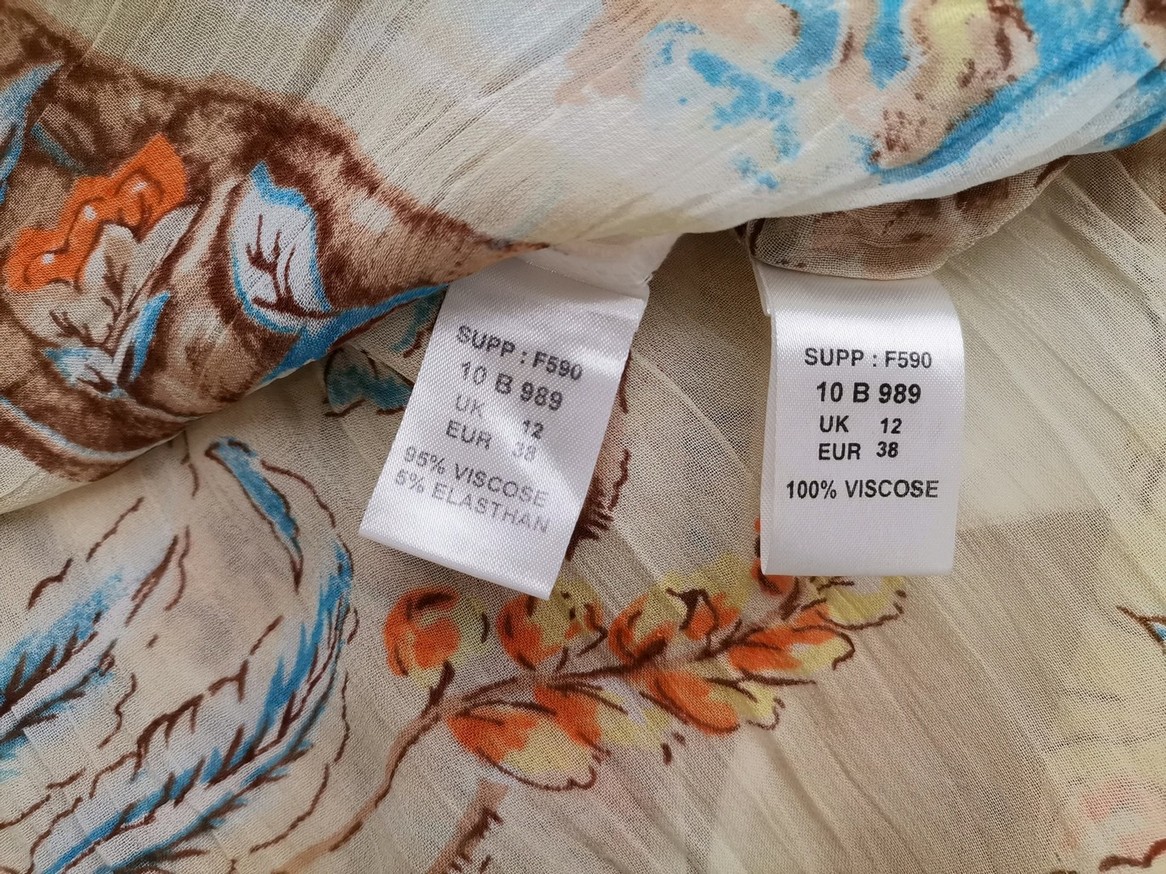 SUPP : F590
10 B 989
UK 12
EUR 38
95% VISCOSE
5% ELASTHAN
SUPP : F590
10 B 989
UK 12
EUR 38
100% VISCOSE